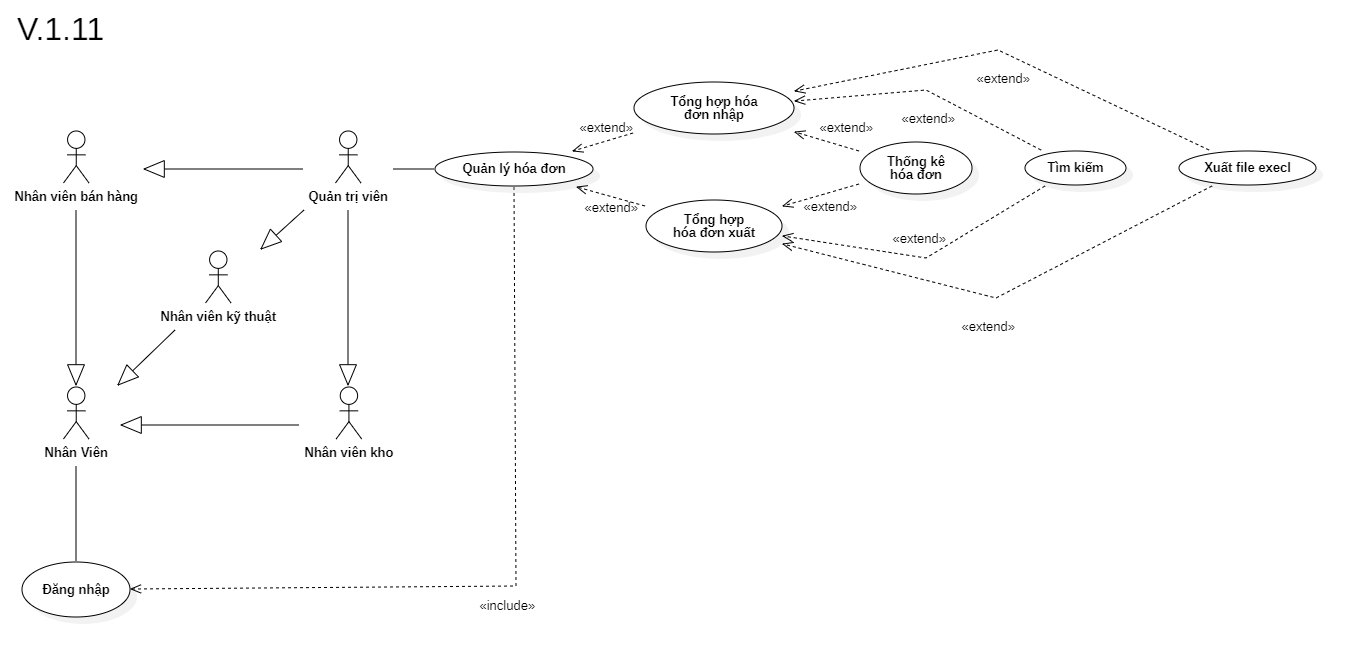 V.1.11
«extend»
Tổng hợp hóa
đơn nhập
«extend»
«extend»
«extend»
Nhân viên bán hàng
Quản trị viên
Quản lý hóa đơn
Thống kê
hóa đơn
Tìm kiếm
Xuất file execl
«extend»
«extend»
Tổng hợp
hóa đơn xuất
«extend»
Nhân viên kỹ thuật
«extend»
Nhân Viên
Nhân viên kho
Đăng nhập
«include»